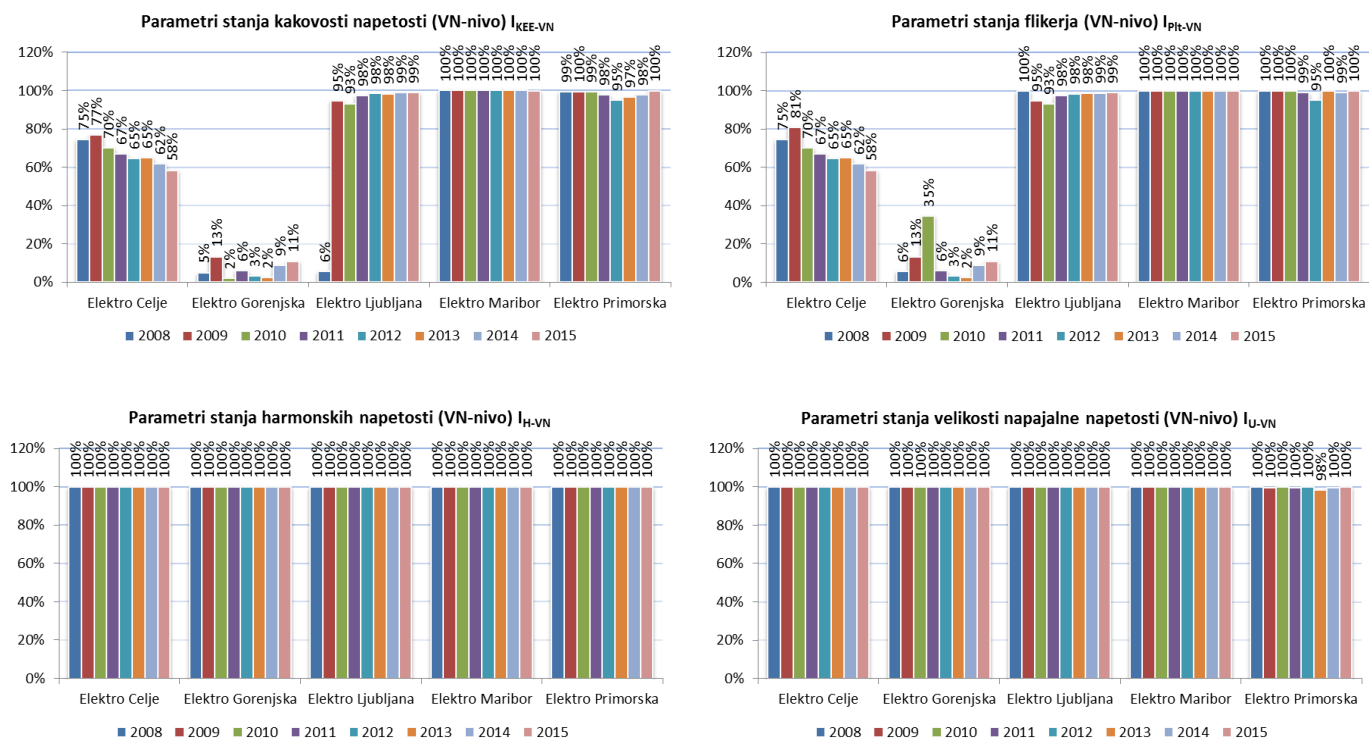 Parametri stanja kakovosti napetosti (VN-nivo) I_KEE-VN
120%
100%
80%
60%
40%
20%
0%
75% 77% 70% 67% 65% 65% 62% 58%
5% 13% 2% 6% 3% 2% 9% 11%
6% 95% 93% 98% 98% 98% 99% 99%
100% 100% 100% 100% 100% 100% 100% 100%
99% 100% 99% 98% 95% 97% 98% 100%
Elektro Celje Elektro Gorenjska Elektro Ljubljana Elektro Maribor Elektro Primorska
2008 2009 2010 2011 2012 2013 2014 2015
Parametri stanja flikerja (VN-nivo) I_Plt-VN
120%
100%
80%
60%
40%
20%
0%
75% 81% 70% 67% 65% 65% 62% 58%
6% 13% 35% 6% 3% 2% 9% 11%
100% 95% 93% 98% 98% 98% 99% 99%
100% 100% 100% 100% 100% 100% 100% 100%
100% 100% 100% 99% 95% 100% 99% 100%
Elektro Celje Elektro Gorenjska Elektro Ljubljana Elektro Maribor Elektro Primorska
2008 2009 2010 2011 2012 2013 2014 2015
Parametri stanja harmonskih napetosti (VN-nivo) I_H-VN
120%
100%
80%
60%
40%
20%
0%
100% 100% 100% 100% 100% 100% 100% 100%
100% 100% 100% 100% 100% 100% 100% 100%
100% 100% 100% 100% 100% 100% 100% 100%
100% 100% 100% 100% 100% 100% 100% 100%
100% 100% 100% 100% 100% 100% 100% 100%
Elektro Celje Elektro Gorenjska Elektro Ljubljana Elektro Maribor Elektro Primorska
2008 2009 2010 2011 2012 2013 2014 2015
Parametri stanja velikosti napajalne napetosti (VN-nivo) I_U-VN
120%
100%
80%
60%
40%
20%
0%
100% 100% 100% 100% 100% 100% 100% 100%
100% 100% 100% 100% 100% 100% 100% 100%
100% 100% 100% 100% 100% 100% 100% 100%
100% 100% 100% 100% 100% 100% 100% 100%
100% 100% 100% 100% 100% 98% 100% 100%
Elektro Celje Elektro Gorenjska Elektro Ljubljana Elektro Maribor Elektro Primorska
2008 2009 2010 2011 2012 2013 2014 2015